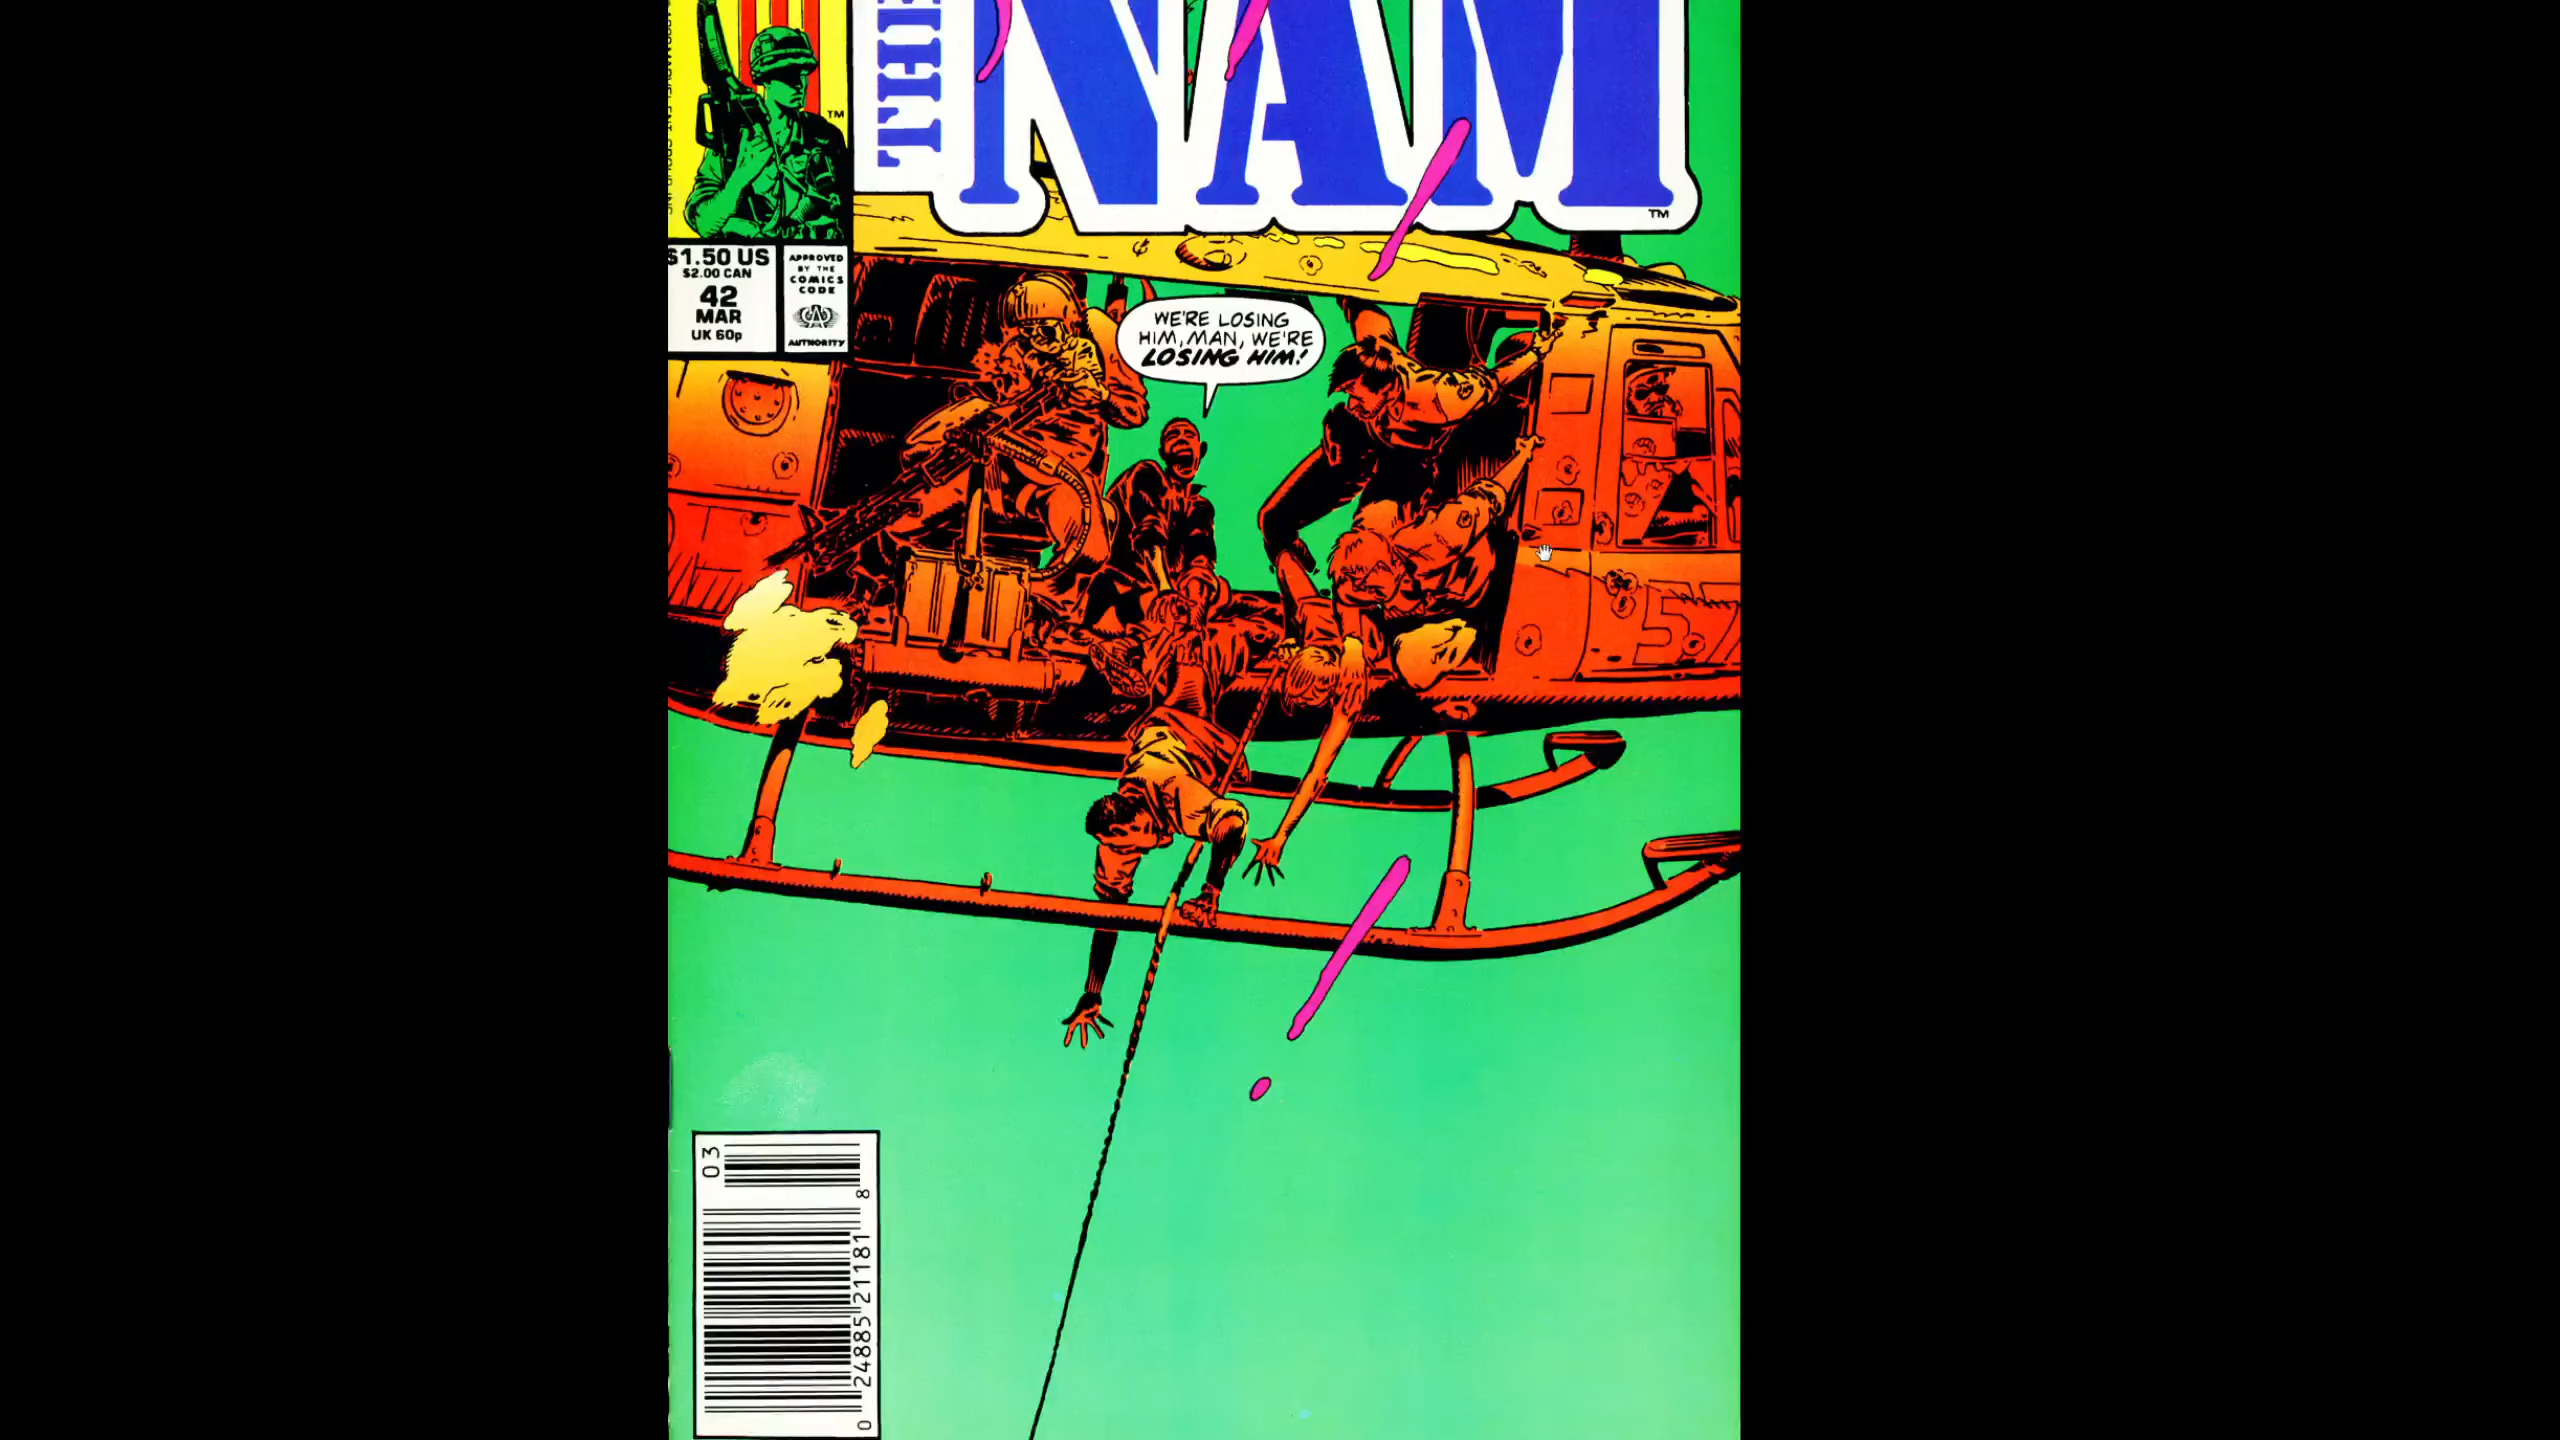 THE
NAM
TM
TM
$1.50 US
$2.00 CAN
42
MAR
UK 60p
APPROVED
BY THE
COMICS
CODE
AUTHORITY
WE'RE LOSING
HIM, MAN, WE'RE
LOSING HIM!
57
03
8
0 24885 21181